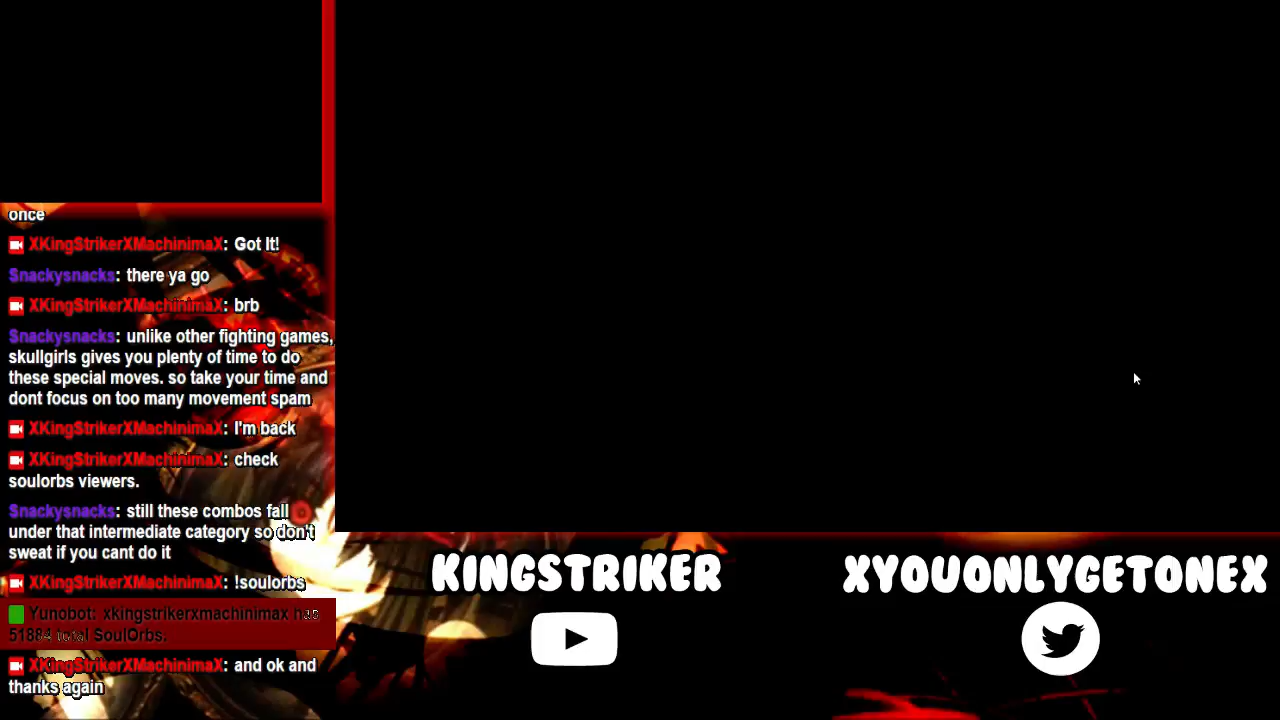 once
XKingStrikerXMachinimaX: Got It!
Snackysnacks: there ya go
XKingStrikerXMachinimaX: brb
Snackysnacks: unlike other fighting games,
skullgirls gives you plenty of time to do
these special moves. so take your time and
dont focus on too many movement spam
XKingStrikerXMachinimaX: I'm back
XKingStrikerXMachinimaX: check
soulorbs viewers.
Snackysnacks: still these combos fall
under that intermediate category so don't
sweat if you cant do it
XKingStrikerXMachinimaX: !soulorbs
Yunobot: xkingstrikerxmachinimax has
51884 total SoulOrbs.
XKingStrikerXMachinimaX: and ok and
thanks again
KINGSTRIKER
XYOUONLYGETONEX